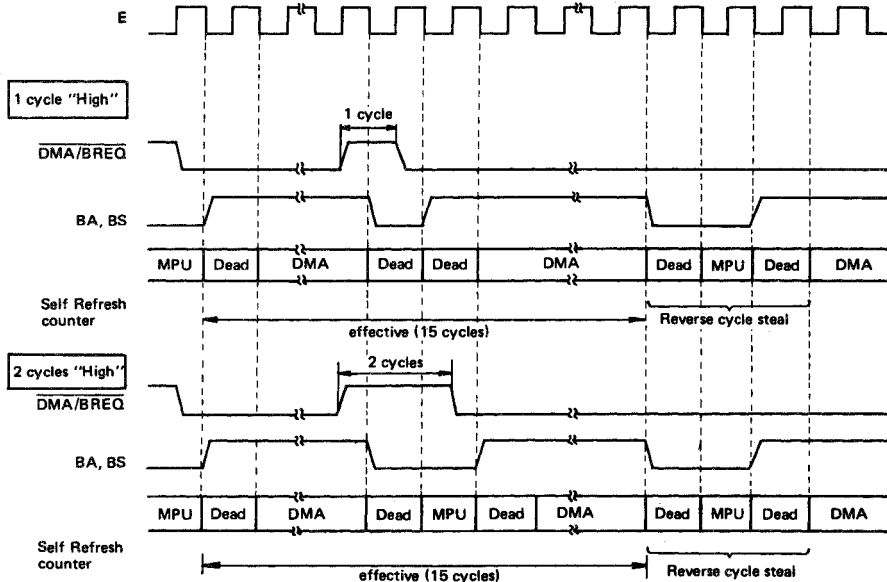 E
1 cycle "High"
1 cycle
DMA/BREQ
BA, BS
MPU Dead DMA Dead Dead DMA Dead MPU Dead DMA
Self Refresh
counter
effective (15 cycles)
Reverse cycle steal
2 cycles "High"
2 cycles
DMA/BREQ
BA, BS
MPU Dead DMA Dead MPU Dead DMA Dead MPU Dead DMA
Self Refresh
counter
effective (15 cycles)
Reverse cycle steal